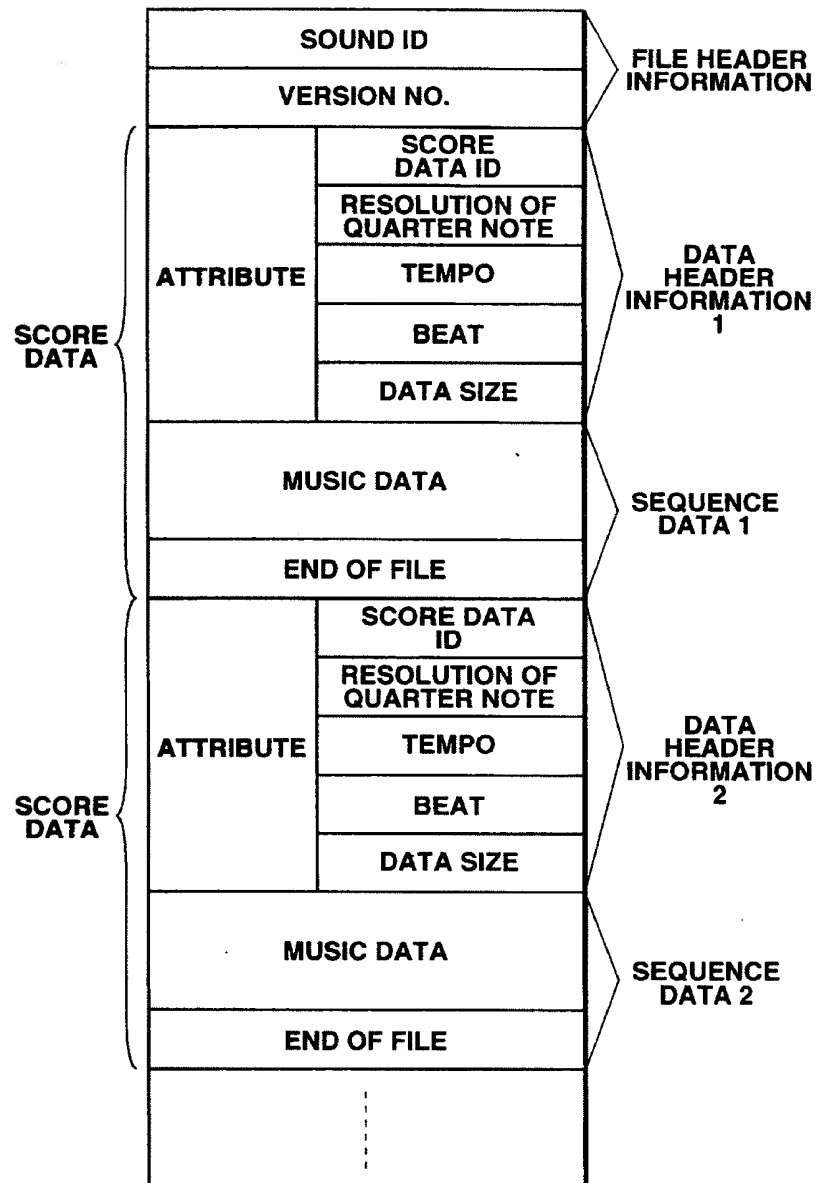 SOUND ID
VERSION NO.
FILE HEADER
INFORMATION
SCORE
DATA
ATTRIBUTE
SCORE
DATA ID
RESOLUTION OF
QUARTER NOTE
TEMPO
BEAT
DATA SIZE
DATA
HEADER
INFORMATION
1
MUSIC DATA
END OF FILE
SEQUENCE
DATA 1
SCORE
DATA
ATTRIBUTE
SCORE DATA
ID
RESOLUTION OF
QUARTER NOTE
TEMPO
BEAT
DATA SIZE
DATA
HEADER
INFORMATION
2
MUSIC DATA
END OF FILE
SEQUENCE
DATA 2